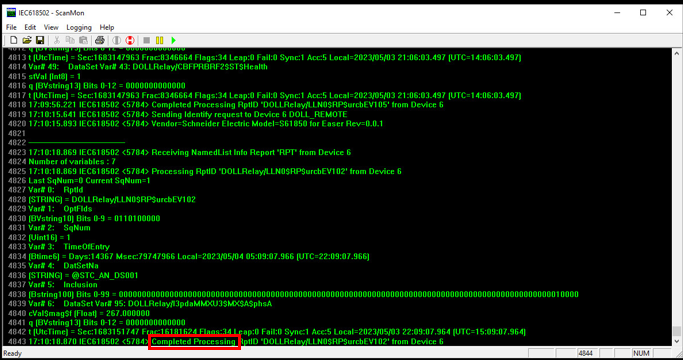 IEC618502 - ScanMon
File Edit View Logging Help
4812 q [BVstring13] Bits 0-12 = 0000000000000
4813 t [UtcTime] = Sec:1683147963 Frac:8346664 Flags:34 Leap:0 Fail:0 Sync:1 Acc:5 Local=2023/05/03 21:06:03.497 [UTC=14:06:03.497]
4814 Var# 49: DataSet Var# 43: DOLLRelay/CBFPRBRF2$ST$Health
4815 stVal [Int8] = 1
4816 q [BVstring13] Bits 0-12 = 0000000000000
4817 t [UtcTime] = Sec:1683147963 Frac:8346664 Flags:34 Leap:0 Fail:0 Sync:1 Acc:5 Local=2023/05/03 21:06:03.497 [UTC=14:06:03.497]
4818 17:09:56.221 IEC618502 <5784> Completed Processing RptID 'DOLLRelay/LLN0$RP$urcbEV105' from Device 6
4819 17:10:15.641 IEC618502 <5784> Sending Identify request to Device 6 DOLL_REMOTE
4820 17:10:15.893 IEC618502 <5784> Vendor=Schneider Electric Model=S61850 for Easer Rev=0.0.1
4821
4822
4823 17:10:18.869 IEC618502 <5784> Receiving NamedList Info Report 'RPT' from Device 6
4824 Number of variables : 7
4825 17:10:18.869 IEC618502 <5784> Processing RptID 'DOLLRelay/LLN0$RP$urcbEV102' from Device 6
4826 Last SqNum=0 Current SqNum=1
4827 Var# 0: RptId
4828 [STRING] = DOLLRelay/LLN0$RP$urcbEV102
4829 Var# 1: OptFlds
4830 [BVstring10] Bits 0-9 = 0110100000
4831 Var# 2: SqNum
4832 [Uint16] = 1
4833 Var# 3: TimeOfEntry
4834 [Btime6] = Days:14367 Msec:79747966 Local=2023/05/04 05:09:07.966 [UTC=22:09:07.966]
4835 Var# 4: DatSetNa
4836 [STRING] = @STC_AN_DS001
4837 Var# 5: Inclusion
4839 Var# 6: DataSet Var# 95: DOLLRelay/I3pdaMMXU3$MX$A$phsA
4840 cVal$mag$f [Float] = 267.000000
4841 q [BVstring13] Bits 0-12 = 0000000000000
4842 t [UtcTime] = Sec:1683151747 Frac:16181624 Flags:34 Leap:0 Fail:0 Sync:1 Acc:5 Local=2023/05/03 22:09:07.964 [UTC=15:09:07.964]
4843 17:10:18.870 IEC618502 <5784> Completed Processing RptID 'DOLLRelay/LLN0$RP$urcbEV102' from Device 6
Ready 4844 NUM